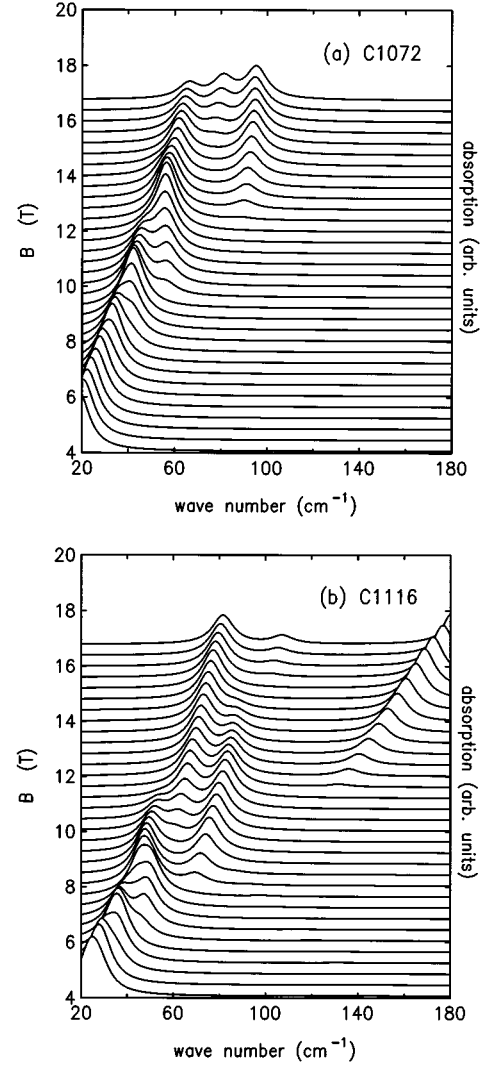 20
18
(a) C1072
16
14
12
B (T)
10
8
6
4
20 60 100 140 180
wave number (cm⁻¹)
absorption (arb. units)
20
18
(b) C1116
16
14
12
B (T)
10
8
6
4
20 60 100 140 180
wave number (cm⁻¹)
absorption (arb. units)